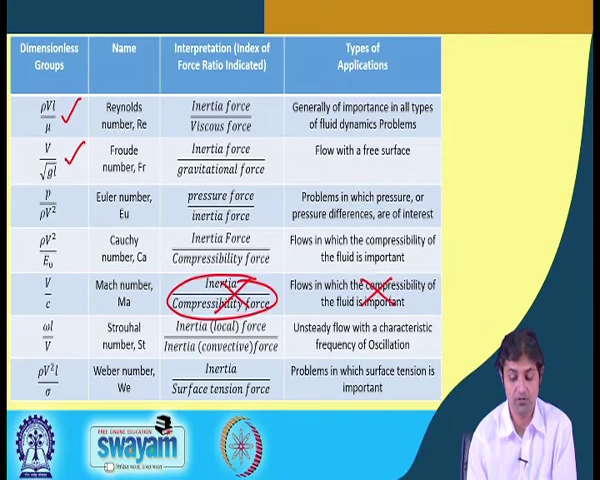 Dimensionless Groups
Name
Interpretation (Index of Force Ratio Indicated)
Types of Applications
ρVl / μ
Reynolds number, Re
Inertia force / Viscous force
Generally of importance in all types of fluid dynamics Problems
V / √gl
Froude number, Fr
Inertia force / gravitational force
Flow with a free surface
p / ρV²
Euler number, Eu
pressure force / inertia force
Problems in which pressure, or pressure differences, are of interest
ρV² / Eυ
Cauchy number, Ca
Inertia Force / Compressibility force
Flows in which the compressibility of the fluid is important
V / c
Mach number, Ma
Inertia / Compressibility force
Flows in which the compressibility of the fluid is important
ωl / V
Strouhal number, St
Inertia (local) force / Inertia (convective)force
Unsteady flow with a characteristic frequency of Oscillation
ρV²l / σ
Weber number, We
Inertia / Surface tension force
Problems in which surface tension is important
FREE ONLINE EDUCATION
swayam